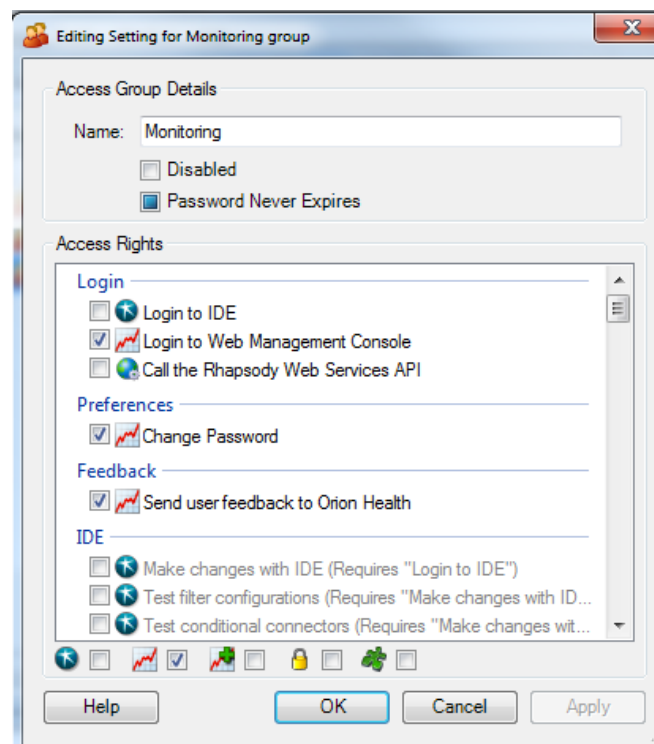 Editing Setting for Monitoring group
Access Group Details
Name: Monitoring
Disabled
Password Never Expires
Access Rights
Login
Login to IDE
Login to Web Management Console
Call the Rhapsody Web Services API
Preferences
Change Password
Feedback
Send user feedback to Orion Health
IDE
Make changes with IDE (Requires "Login to IDE")
Test filter configurations (Requires "Make changes with ID...
Test conditional connectors (Requires "Make changes wit...
Help OK Cancel Apply